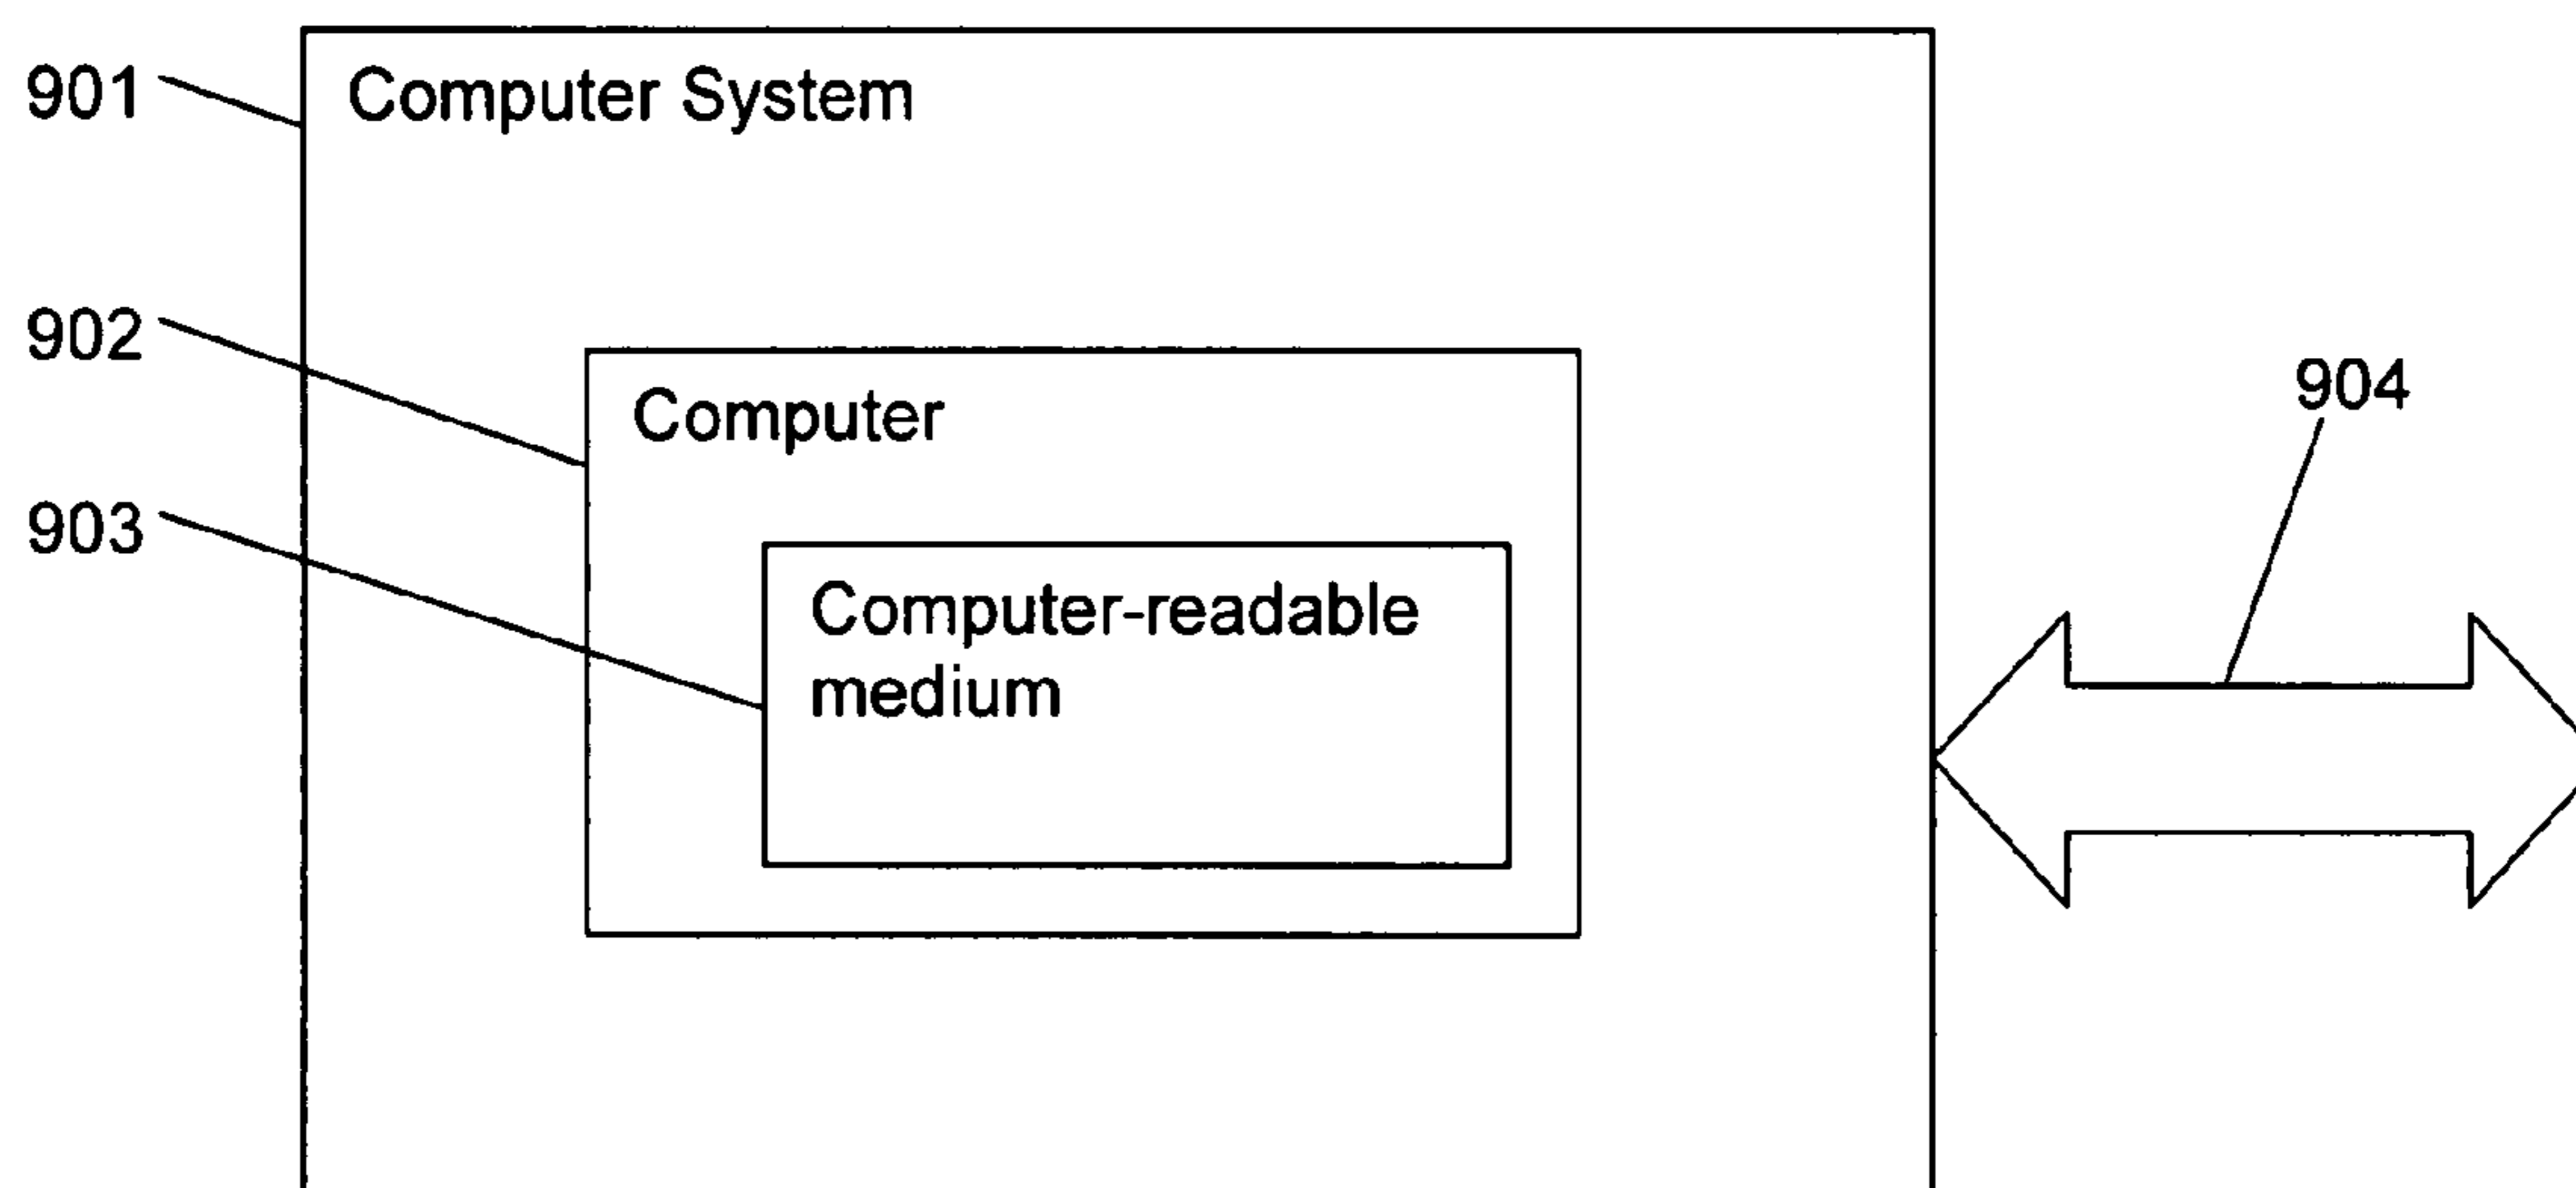 901
Computer System
902
Computer
904
903
Computer-readable
medium